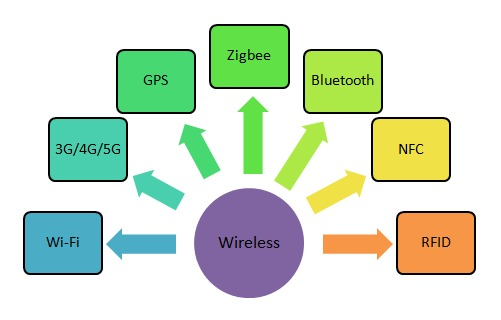 Zigbee
GPS
Bluetooth
3G/4G/5G
NFC
Wi-Fi
Wireless
RFID